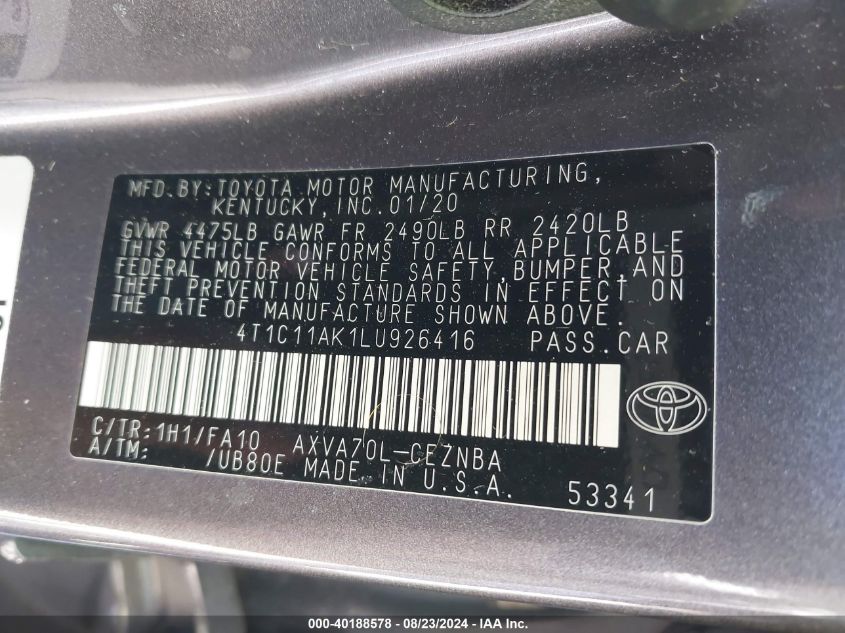 MFD.BY:TOYOTA MOTOR MANUFACTURING,
KENTUCKY,INC.01/20
GVWR 4475LB GAWR FR 2490LB RR 2420LB
THIS VEHICLE CONFORMS TO ALL APPLICABLE
FEDERAL MOTOR VEHICLE SAFETY,BUMPER,AND
THEFT PREVENTION STANDARDS IN EFFECT ON
THE DATE OF MANUFACTURE SHOWN ABOVE.
4T1C11AK1LU926416 PASS.CAR
C/TR:1H1/FA10 AXVA70L-CEZNBA
A/TM: /UB80E MADE IN U.S.A. 53341
000-40188578 - 08/23/2024 - IAA Inc.